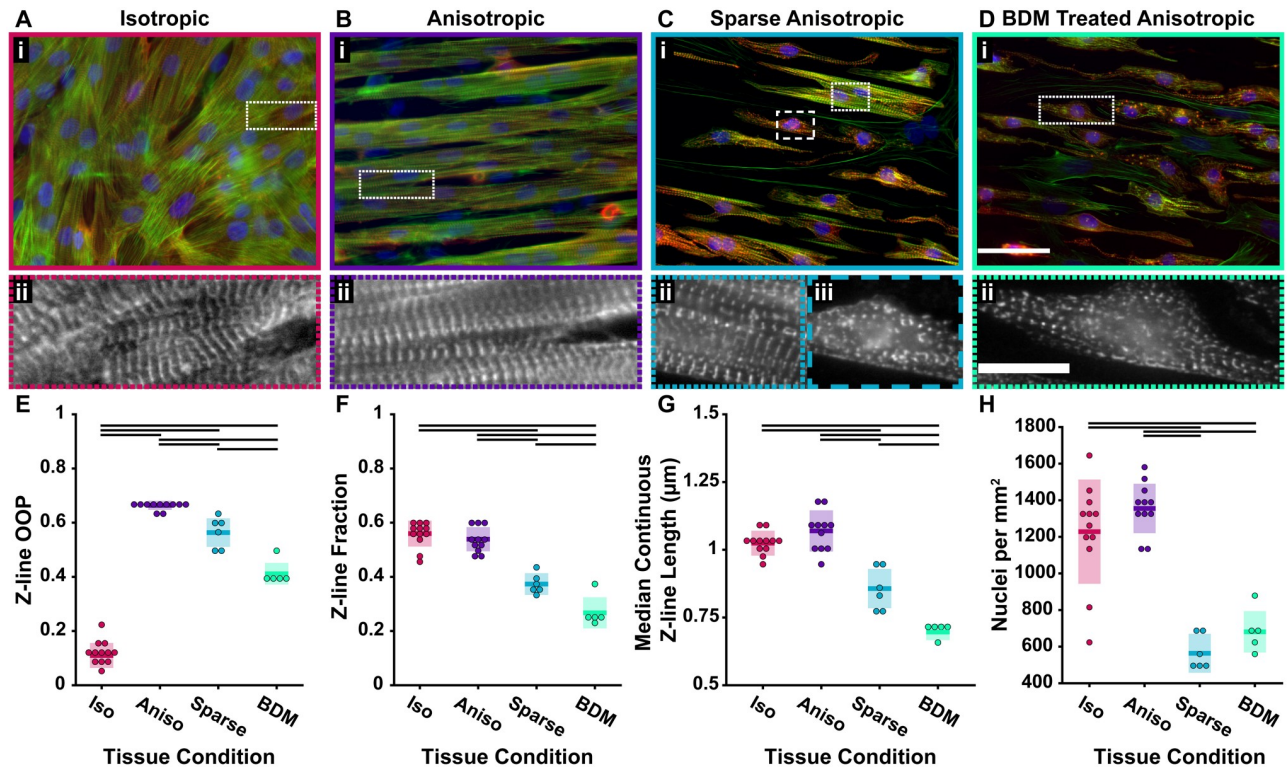 A Isotropic
B Anisotropic
C Sparse Anisotropic
D BDM Treated Anisotropic
i
i
i
i
ii
ii
ii
iii
ii
E
1
0.8
0.6
0.4
0.2
0
Z-line OOP
Iso
Aniso
Sparse
BDM
Tissue Condition
F
1
0.8
0.6
0.4
0.2
0
Z-line Fraction
Iso
Aniso
Sparse
BDM
Tissue Condition
G
1.5
1.25
1
0.75
0.5
Median Continuous
Z-line Length (µm)
Iso
Aniso
Sparse
BDM
Tissue Condition
H
1800
1600
1400
1200
1000
800
600
400
Nuclei per mm²
Iso
Aniso
Sparse
BDM
Tissue Condition